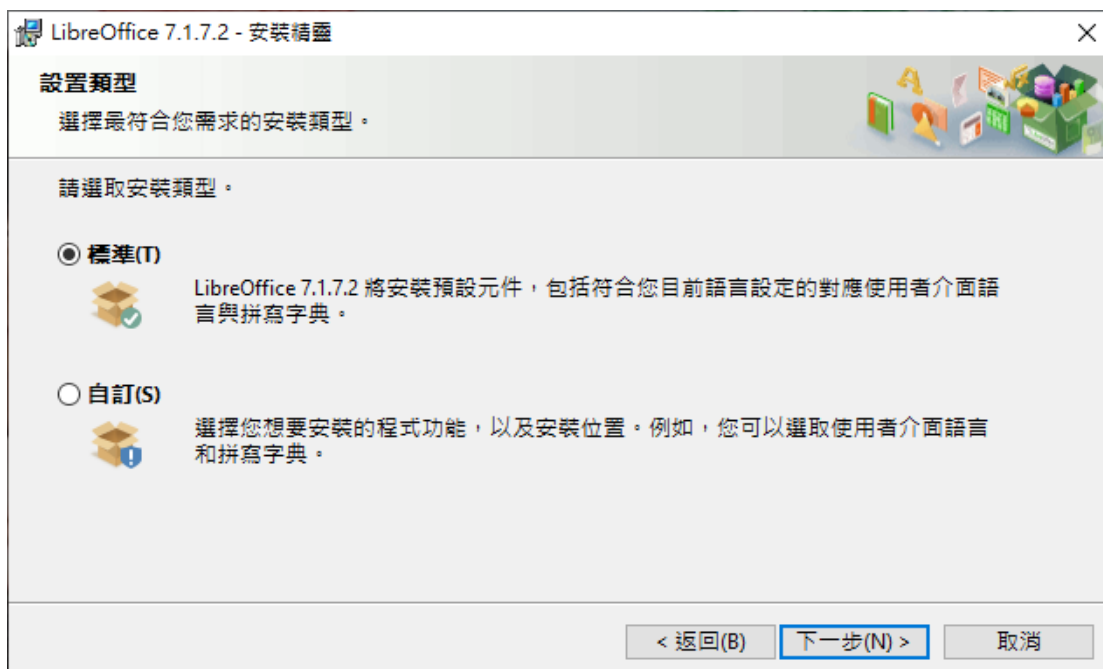 LibreOffice 7.1.7.2 - 安裝精靈
設置類型
選擇最符合您需求的安裝類型。
請選取安裝類型。
標準(T)
LibreOffice 7.1.7.2 將安裝預設元件，包括符合您目前語言設定的對應使用者介面語
言與拼寫字典。
自訂(S)
選擇您想要安裝的程式功能，以及安裝位置。例如，您可以選取使用者介面語言
和拼寫字典。
< 返回(B) 下一步(N) > 取消